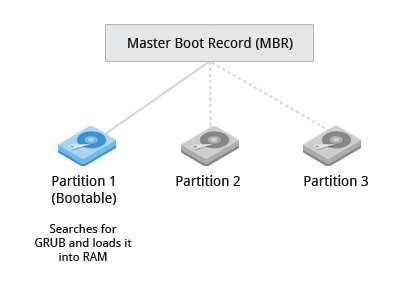 Master Boot Record (MBR)
Partition 1
(Bootable)
Partition 2
Partition 3
Searches for
GRUB and loads it
into RAM